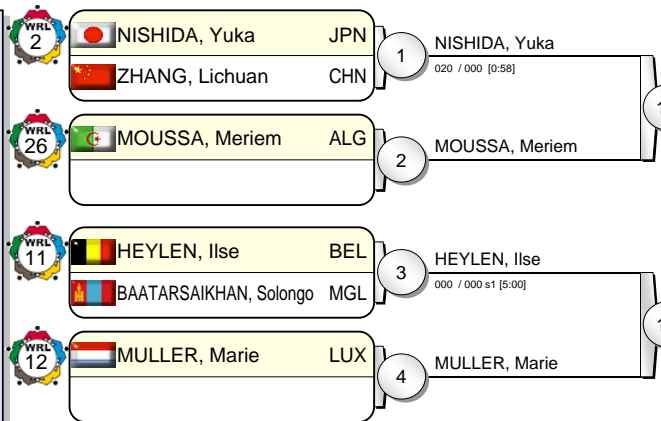 WRL
2
NISHIDA, Yuka JPN
ZHANG, Lichuan CHN
1
NISHIDA, Yuka
020 / 000 [0:58]
WRL
26
MOUSSA, Meriem ALG
2
MOUSSA, Meriem
WRL
11
HEYLEN, Ilse BEL
BAATARSAIKHAN, Solongo MGL
3
HEYLEN, Ilse
000 / 000 s1 [5:00]
WRL
12
MULLER, Marie LUX
4
MULLER, Marie